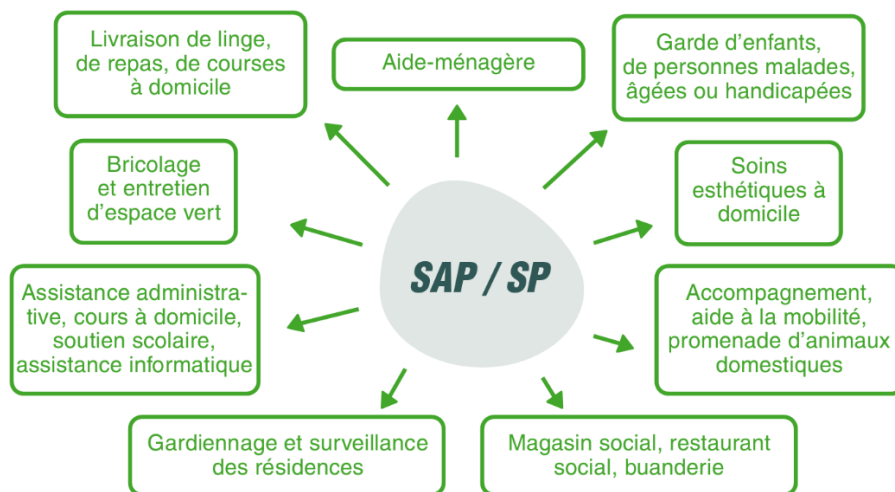 Livraison de linge,
de repas, de courses
à domicile
Aide-ménagère
Garde d'enfants,
de personnes malades,
âgées ou handicapées
Bricolage
et entretien
d'espace vert
Soins
esthétiques à
domicile
SAP / SP
Assistance administra-
tive, cours à domicile,
soutien scolaire,
assistance informatique
Accompagnement,
aide à la mobilité,
promenade d'animaux
domestiques
Gardiennage et surveillance
des résidences
Magasin social, restaurant
social, buanderie